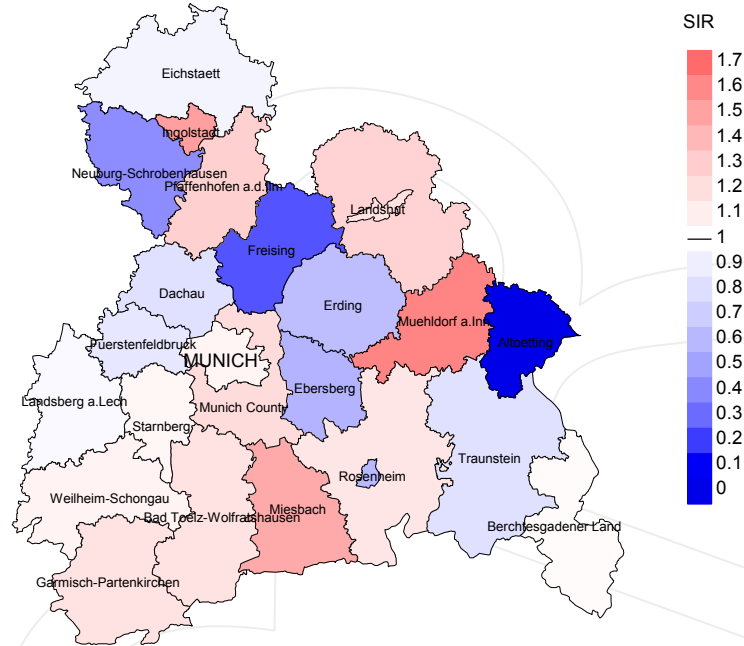 SIR
1.7
1.6
1.5
1.4
1.3
1.2
1.1
1
0.9
0.8
0.7
0.6
0.5
0.4
0.3
0.2
0.1
0
Eichstaett
Ingolstadt
Neuburg-Schrobenhausen
Pfaffenhofen a.d.Ilm
Landshut
Freising
Dachau
Erding
Muehldorf a.Inn
Altoetting
Fuerstenfeldbruck
MUNICH
Ebersberg
Landsberg a.Lech
Munich County
Starnberg
Traunstein
Rosenheim
Weilheim-Schongau
Miesbach
Bad Toelz-Wolfratshausen
Berchtesgadener Land
Garmisch-Partenkirchen